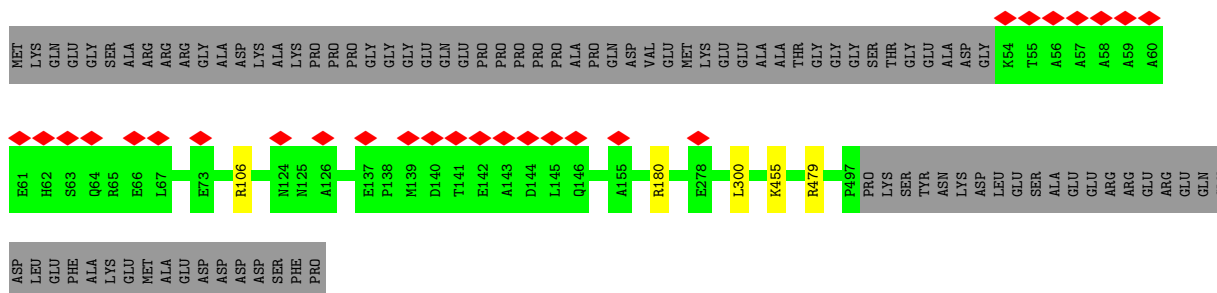 MET LYS GLN GLU GLY SER ALA ARG ARG ARG GLY ALA ASP LYS ALA LYS PRO PRO PRO GLY GLY GLY GLU GLN GLU PRO PRO PRO PRO PRO ALA PRO GLN ASP VAL GLU MET LYS GLU GLU ALA ALA THR GLY GLY GLY SER THR GLY GLU ALA ASP GLY K54 T55 A56 A57 A58 A59 A60
E61 H62 S63 Q64 R65 E66 L67 E73 R106 N124 N125 A126 E137 P138 M139 D140 T141 E142 A143 D144 L145 Q146 A155 R180 E278 L300 K455 R479 P497 PRO LYS SER TYR ASN LYS ASP LEU GLU SER ALA GLU GLU ARG ARG GLU ARG GLU GLN
ASP LEU GLU PHE ALA LYS GLU MET ALA GLU ASP ASP ASP ASP SER PHE PRO